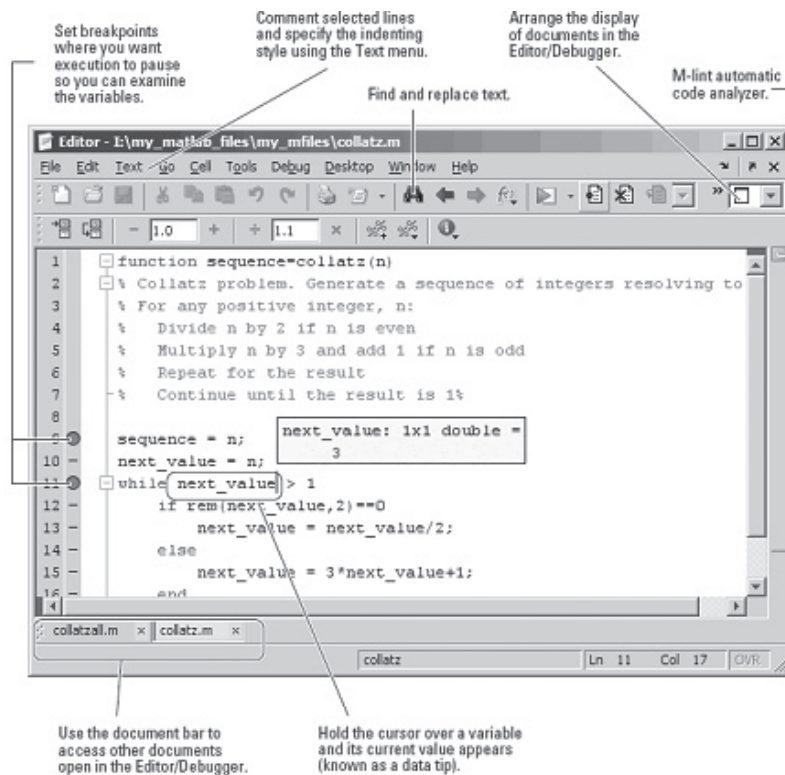 Set breakpoints
where you want
execution to pause
so you can examine
the variables.
Comment selected lines
and specify the indenting
style using the Text menu.
Find and replace text.
Arrange the display
of documents in the
Editor/Debugger.
M-lint automatic
code analyzer.
Editor - I:\my_matlab_files\my_mfiles\collatz.m
File Edit Text Go Cell Tools Debug Desktop Window Help
- 1.0 + ÷ 1.1 ×
1 function sequence=collatz(n)
2 % Collatz problem. Generate a sequence of integers resolving to
3 % For any positive integer, n:
4 % Divide n by 2 if n is even
5 % Multiply n by 3 and add 1 if n is odd
6 % Repeat for the result
7 % Continue until the result is 1%
8
9 sequence = n;
next_value: 1x1 double =
3
10 - next_value = n;
11 while next_value > 1
12 - if rem(next_value,2)==0
13 - next_value = next_value/2;
14 - else
15 - next_value = 3*next_value+1;
16 - end
collatzall.m × collatz.m ×
collatz Ln 11 Col 17 OVR
Use the document bar to
access other documents
open in the Editor/Debugger.
Hold the cursor over a variable
and its current value appears
(known as a data tip).